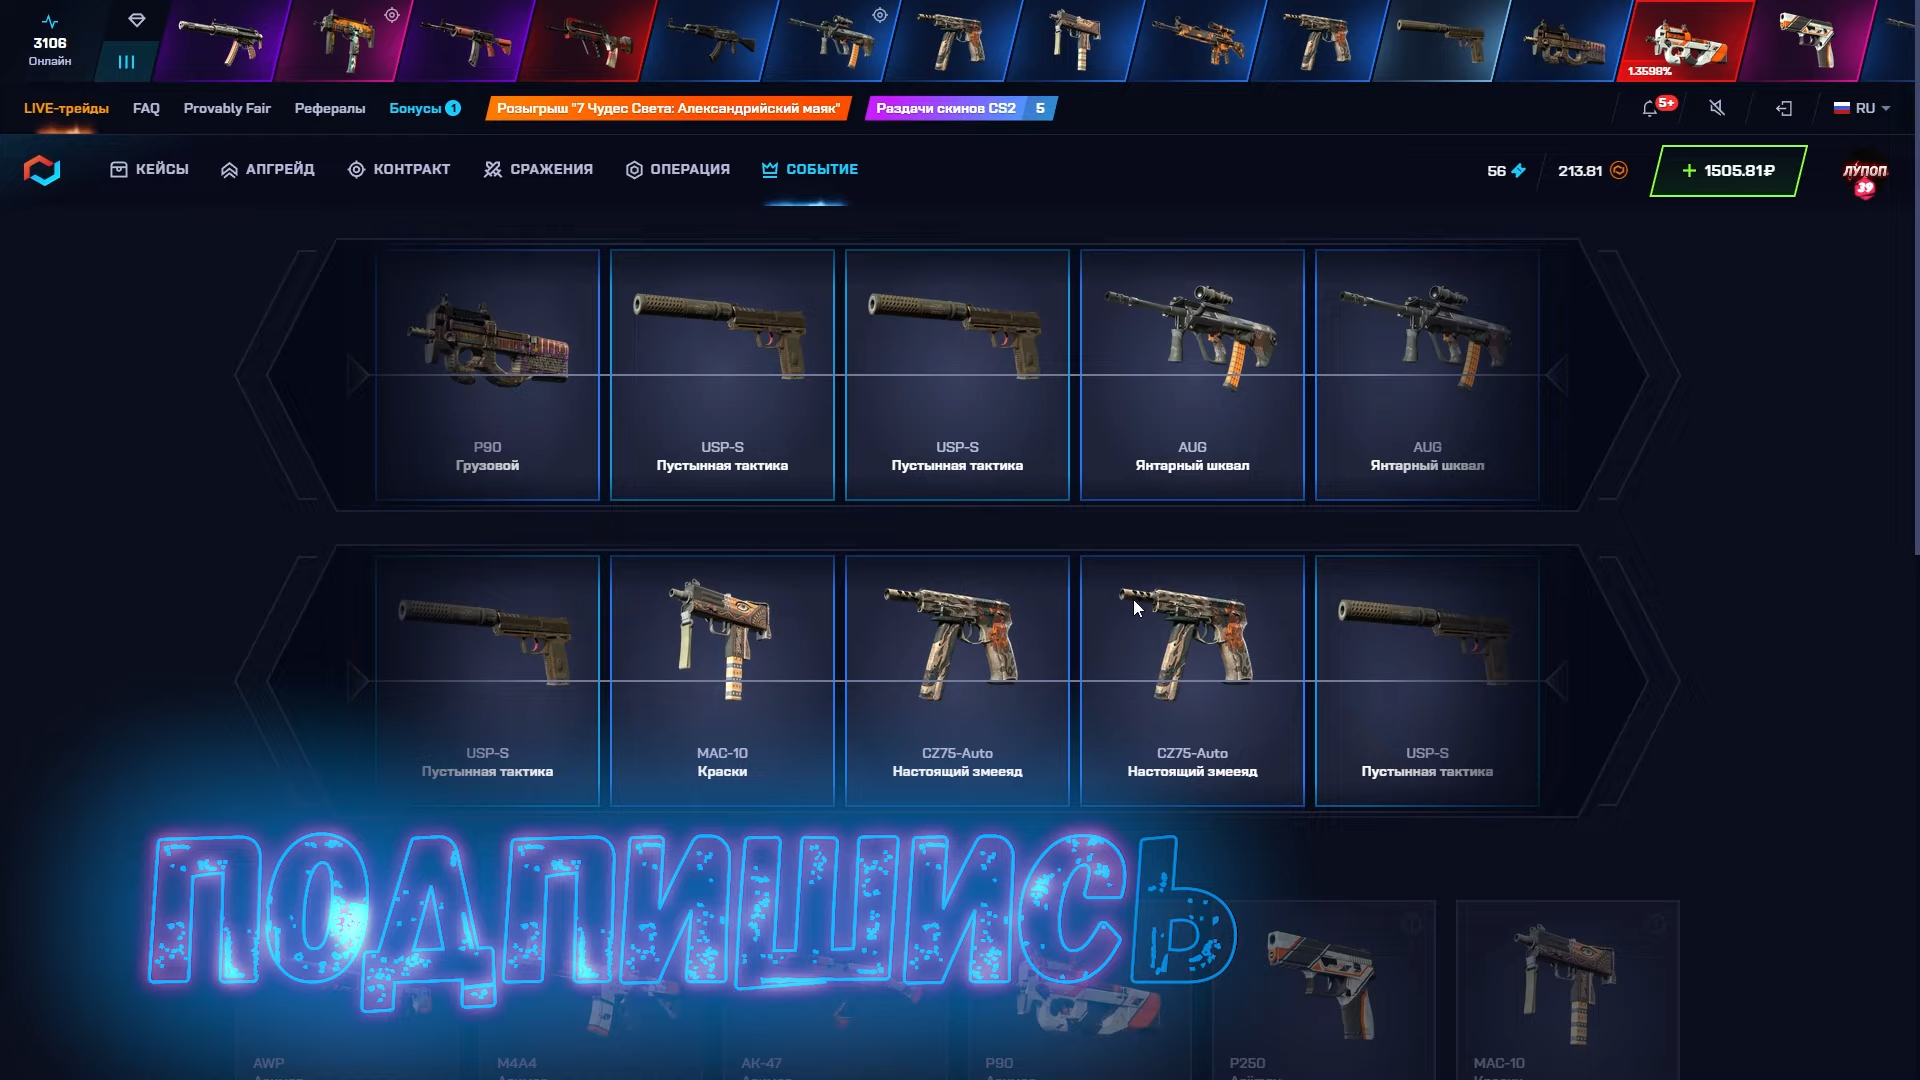 3106
Онлайн
1.3598%
LIVE-трейды
FAQ
Provably Fair
Рефералы
Бонусы 1
Розыгрыш "7 Чудес Света: Александрийский маяк"
Раздачи скинов CS2 5
5+
RU
КЕЙСЫ
АПГРЕЙД
КОНТРАКТ
СРАЖЕНИЯ
ОПЕРАЦИЯ
СОБЫТИЕ
56
213.81
+ 1505.81₽
ЛУПОП
39
P90
Грузовой
USP-S
Пустынная тактика
USP-S
Пустынная тактика
AUG
Янтарный шквал
AUG
Янтарный шквал
USP-S
Пустынная тактика
MAC-10
Краски
CZ75-Auto
Настоящий змееяд
CZ75-Auto
Настоящий змееяд
USP-S
Пустынная тактика
ПОДПИШИСЬ
AWP
M4A4
AK-47
P90
P250
MAC-10